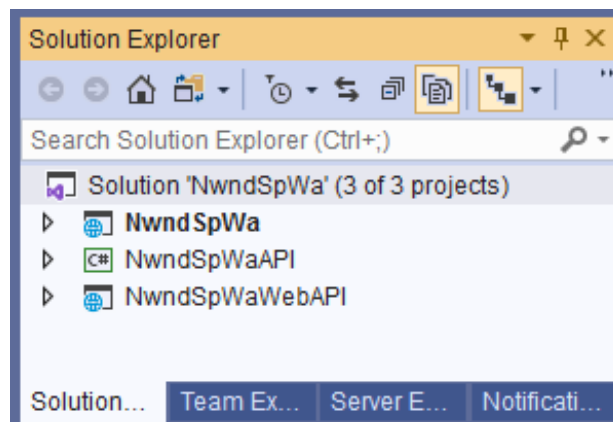 Solution Explorer
Search Solution Explorer (Ctrl+;)
Solution 'NwndSpWa' (3 of 3 projects)
NwndSpWa
C# NwndSpWaAPI
NwndSpWaWebAPI
Solution... Team Ex... Server E... Notificati...